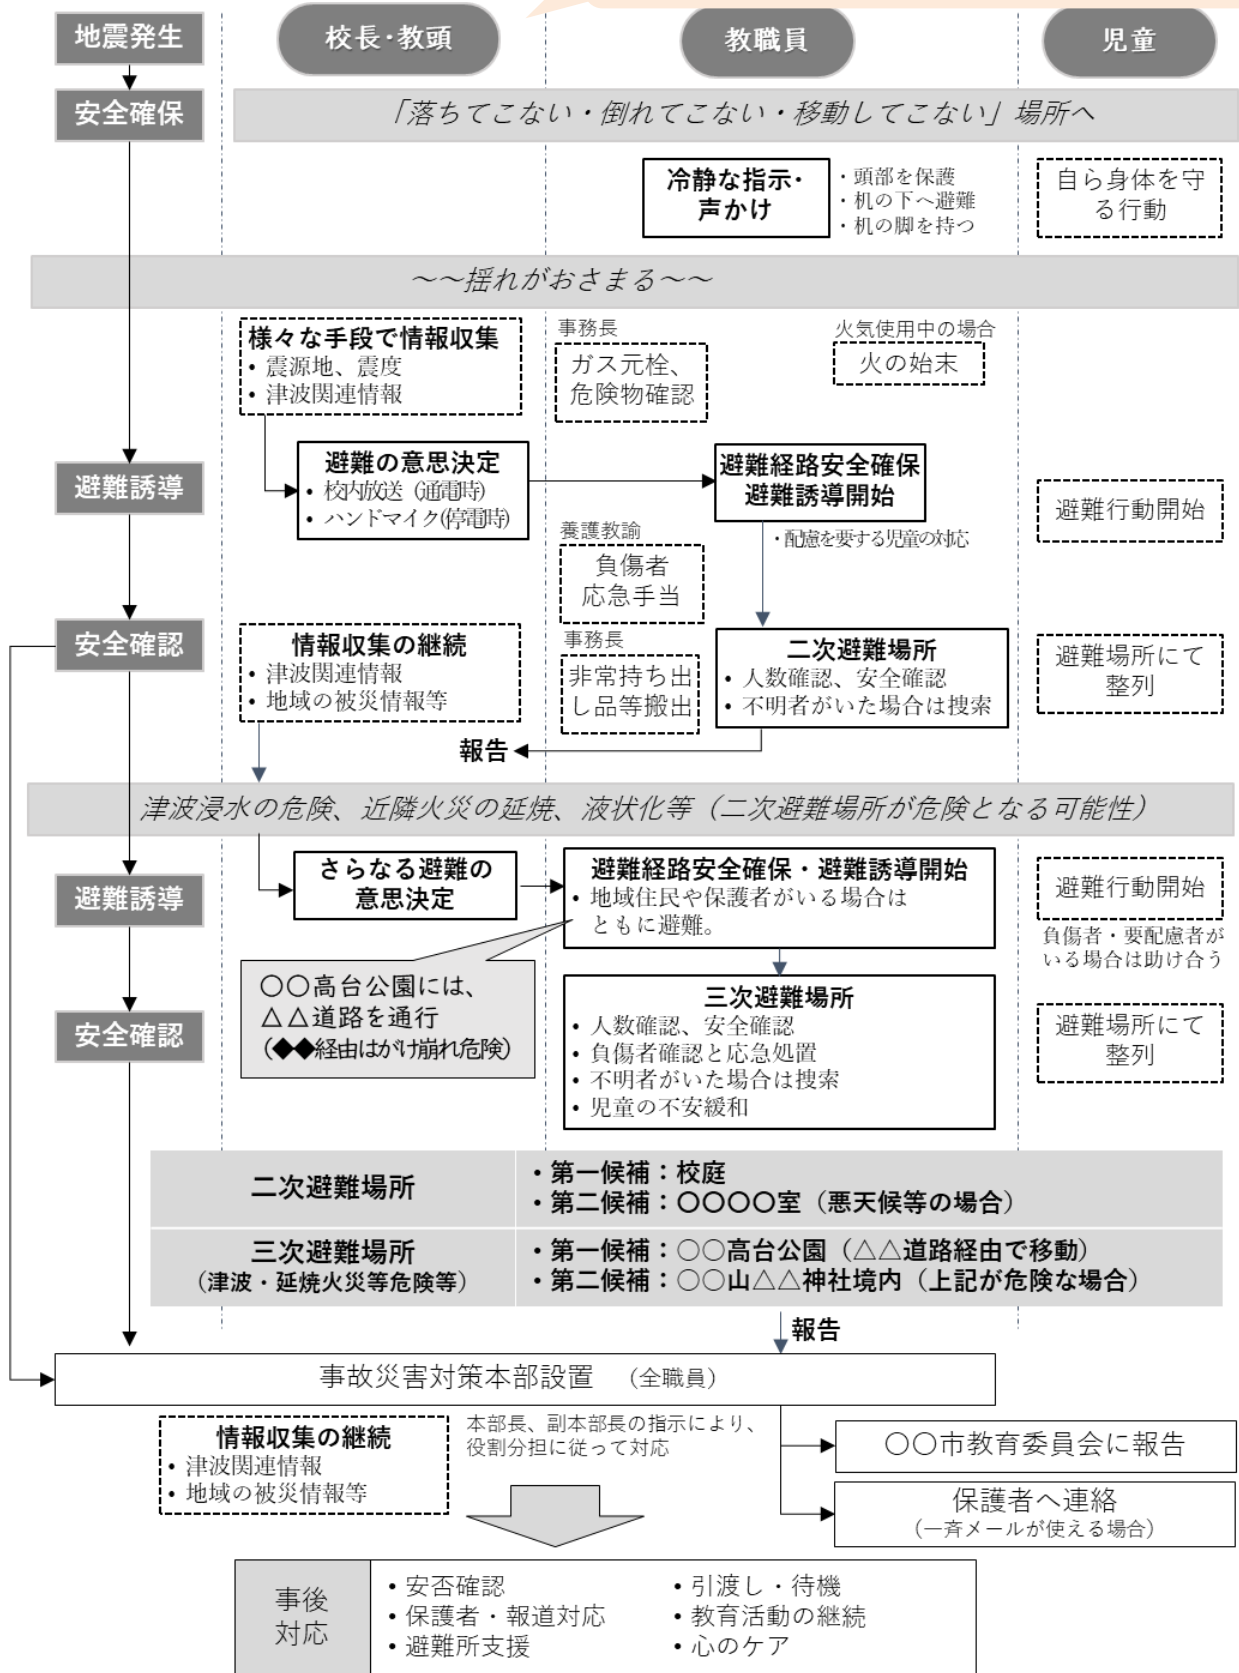 地震発生
校長・教頭
教職員
児童
安全確保
「落ちてこない・倒れてこない・移動してこない」場所へ
冷静な指示・
声かけ
・頭部を保護
・机の下へ避難
・机の脚を持つ
自ら身体を守
る行動
～～揺れがおさまる～～
様々な手段で情報収集
• 震源地、震度
• 津波関連情報
事務長
ガス元栓、
危険物確認
火気使用中の場合
火の始末
避難誘導
避難の意思決定
• 校内放送（通電時）
• ハンドマイク(停電時)
避難経路安全確保
避難誘導開始
・配慮を要する児童の対応
避難行動開始
養護教諭
負傷者
応急手当
安全確認
情報収集の継続
• 津波関連情報
• 地域の被災情報等
事務長
非常持ち出
し品等搬出
二次避難場所
• 人数確認、安全確認
• 不明者がいた場合は捜索
避難場所にて
整列
報告
津波浸水の危険、近隣火災の延焼、液状化等（二次避難場所が危険となる可能性）
避難誘導
さらなる避難の
意思決定
避難経路安全確保・避難誘導開始
• 地域住民や保護者がいる場合は
ともに避難。
避難行動開始
負傷者・要配慮者が
いる場合は助け合う
〇〇高台公園には、
△△道路を通行
(◆◆経由はがけ崩れ危険)
安全確認
三次避難場所
• 人数確認、安全確認
• 負傷者確認と応急処置
• 不明者がいた場合は捜索
• 児童の不安緩和
避難場所にて
整列
二次避難場所
・第一候補：校庭
・第二候補：〇〇〇〇室（悪天候等の場合）
三次避難場所
（津波・延焼火災等危険等）
・第一候補：〇〇高台公園（△△道路経由で移動）
・第二候補：〇〇山△△神社境内（上記が危険な場合）
報告
事故災害対策本部設置 （全職員）
情報収集の継続
• 津波関連情報
• 地域の被災情報等
本部長、副本部長の指示により、
役割分担に従って対応
〇〇市教育委員会に報告
保護者へ連絡
（一斉メールが使える場合）
事後
対応
• 安否確認
• 保護者・報道対応
• 避難所支援
• 引渡し・待機
• 教育活動の継続
• 心のケア